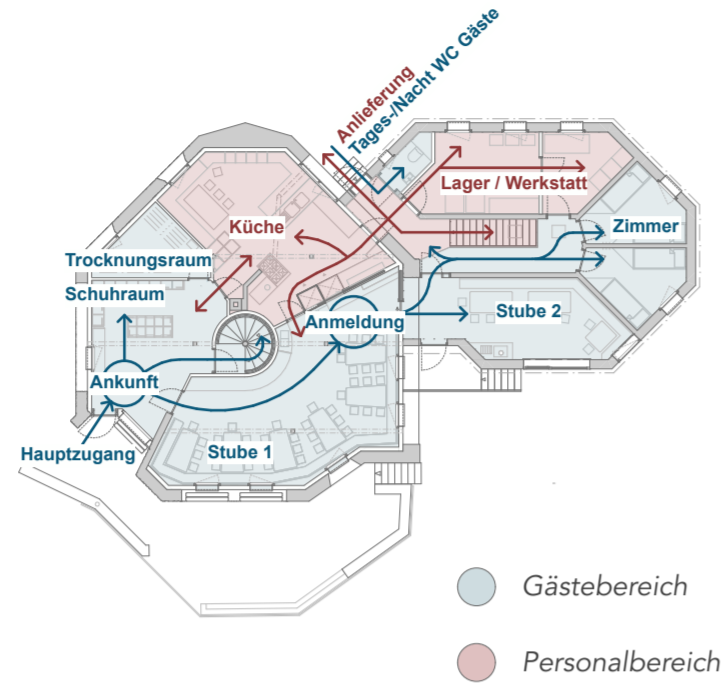 Anlieferung
Tages-/Nacht WC Gäste
Lager / Werkstatt
Küche
Zimmer
Trocknungsraum
Schuhraum
Stube 2
Anmeldung
Ankunft
Hauptzugang
Stube 1
Gästebereich
Personalbereich